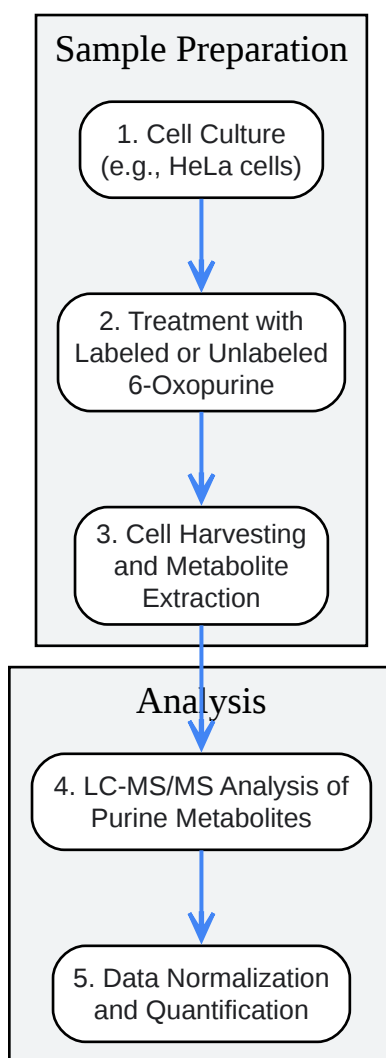 Sample Preparation
1. Cell Culture
(e.g., HeLa cells)
2. Treatment with
Labeled or Unlabeled
6-Oxopurine
3. Cell Harvesting
and Metabolite
Extraction
Analysis
4. LC-MS/MS Analysis of
Purine Metabolites
5. Data Normalization
and Quantification